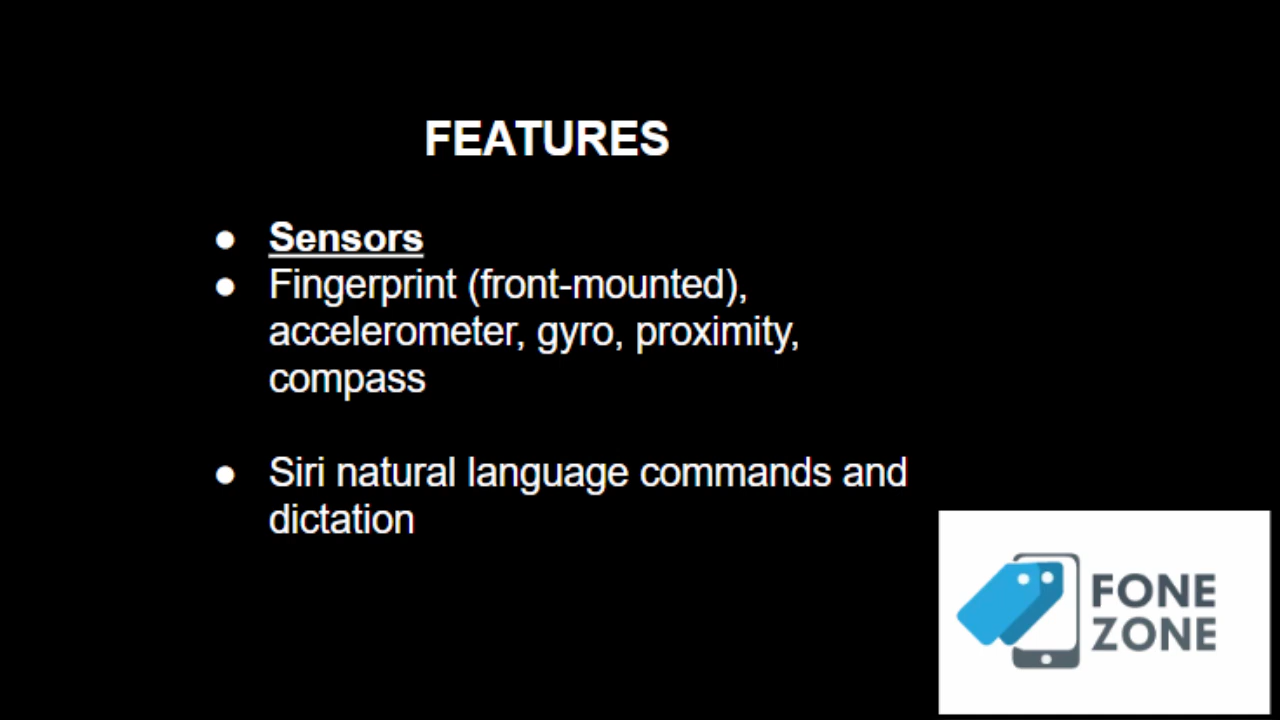 FEATURES
● Sensors
● Fingerprint (front-mounted),
accelerometer, gyro, proximity,
compass
● Siri natural language commands and
dictation
FONE
ZONE